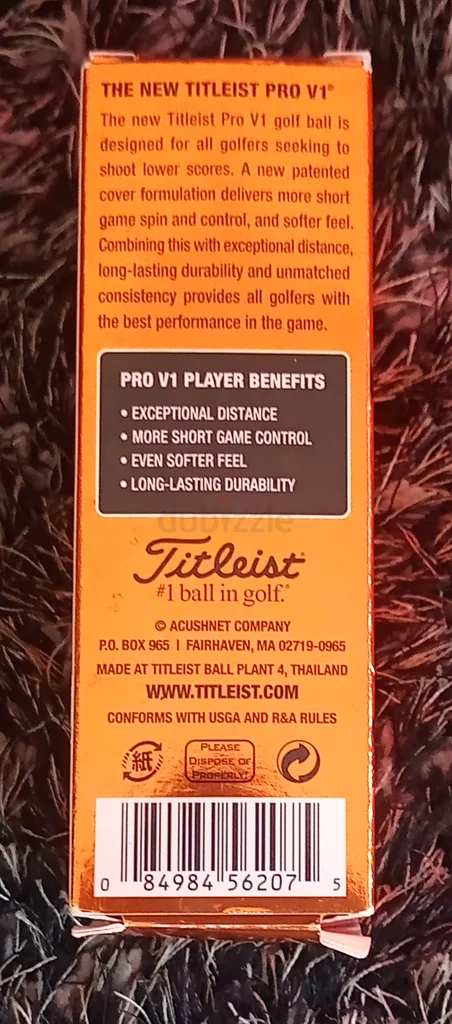 THE NEW TITLEIST PRO V1®
The new Titleist Pro V1 golf ball is
designed for all golfers seeking to
shoot lower scores. A new patented
cover formulation delivers more short
game spin and control, and softer feel.
Combining this with exceptional distance,
long-lasting durability and unmatched
consistency provides all golfers with
the best performance in the game.
PRO V1 PLAYER BENEFITS
• EXCEPTIONAL DISTANCE
• MORE SHORT GAME CONTROL
• EVEN SOFTER FEEL
• LONG-LASTING DURABILITY
dubizzle
Titleist®
#1 ball in golf.®
© ACUSHNET COMPANY
P.O. BOX 965 | FAIRHAVEN, MA 02719-0965
MADE AT TITLEIST BALL PLANT 4, THAILAND
WWW.TITLEIST.COM
CONFORMS WITH USGA AND R&A RULES
紙
PLEASE
DISPOSE OF
PROPERLY!
0 84984 56207 5